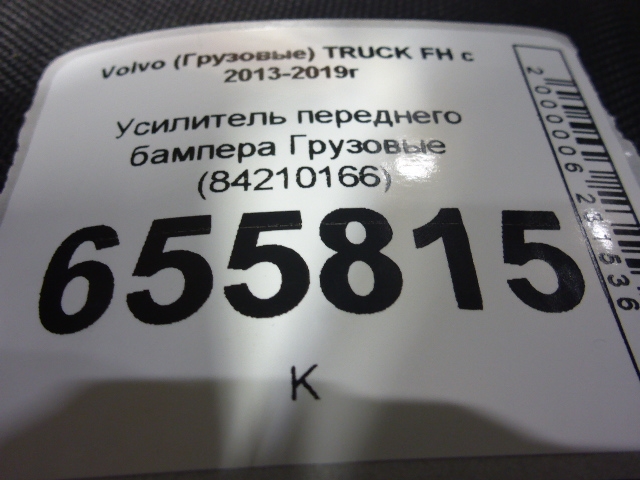 Volvo (Грузовые) TRUCK FH с
2013-2019г
Усилитель переднего
бампера Грузовые
(84210166)
655815
К